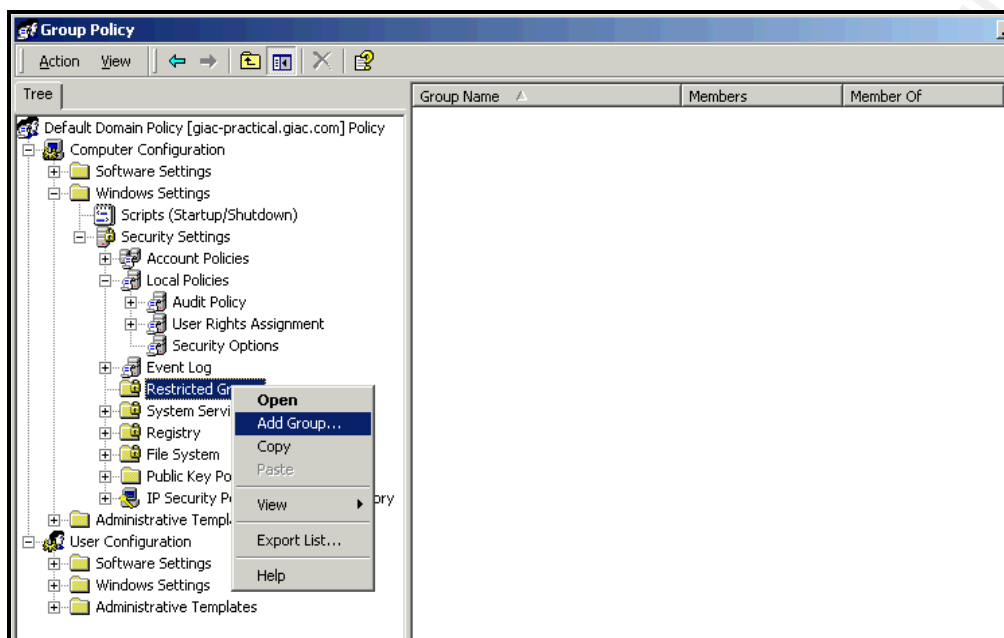 Group Policy
Action View
Tree
Group Name Members Member Of
Default Domain Policy [giac-practical.giac.com] Policy
Computer Configuration
Software Settings
Windows Settings
Scripts (Startup/Shutdown)
Security Settings
Account Policies
Local Policies
Audit Policy
User Rights Assignment
Security Options
Event Log
Restricted Gr
System Servi
Registry
File System
Public Key Po
IP Security P ory
Administrative Templ
User Configuration
Software Settings
Windows Settings
Administrative Templates
Open
Add Group...
Copy
Paste
View
Export List...
Help